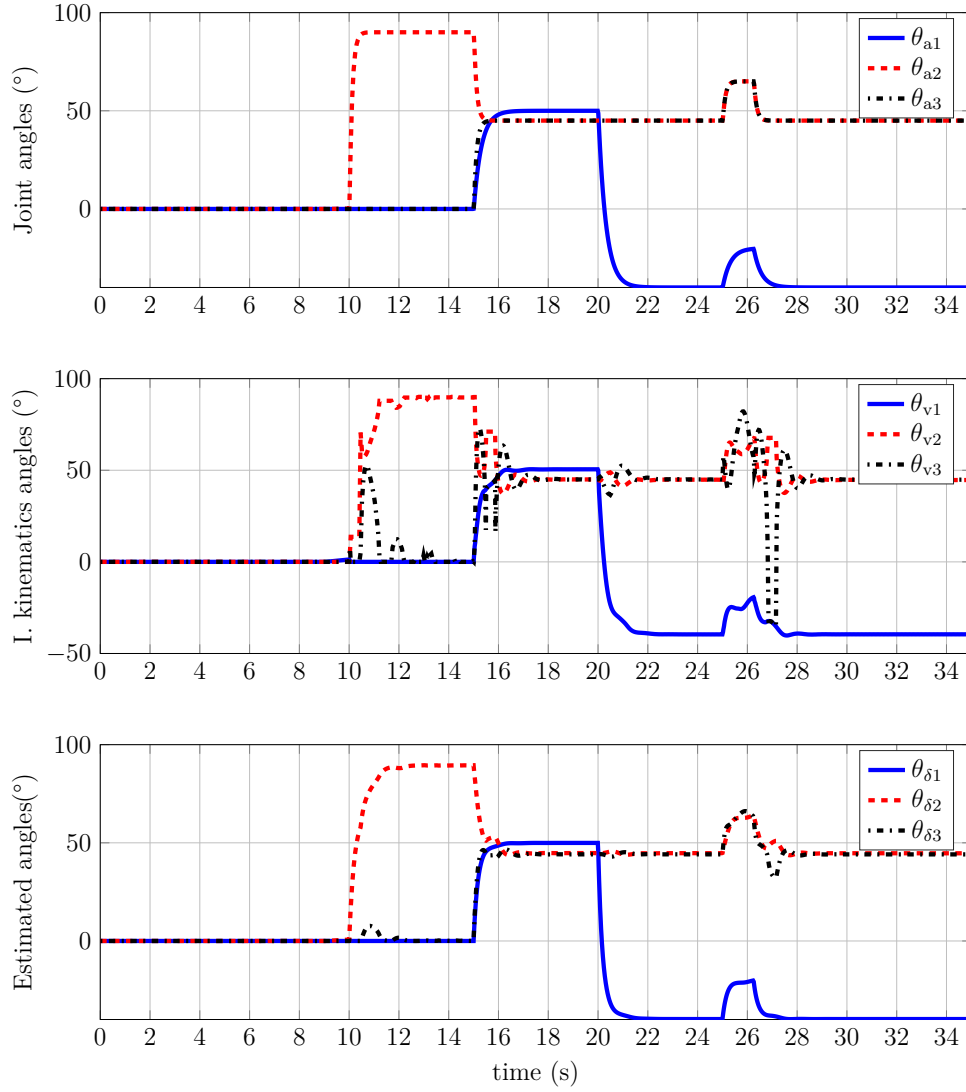 Joint angles (°)
100
50
0
θa1
θa2
θa3
0 2 4 6 8 10 12 14 16 18 20 22 24 26 28 30 32 34
I. kinematics angles (°)
100
50
0
−50
θv1
θv2
θv3
0 2 4 6 8 10 12 14 16 18 20 22 24 26 28 30 32 34
Estimated angles(°)
100
50
0
θδ1
θδ2
θδ3
0 2 4 6 8 10 12 14 16 18 20 22 24 26 28 30 32 34
time (s)